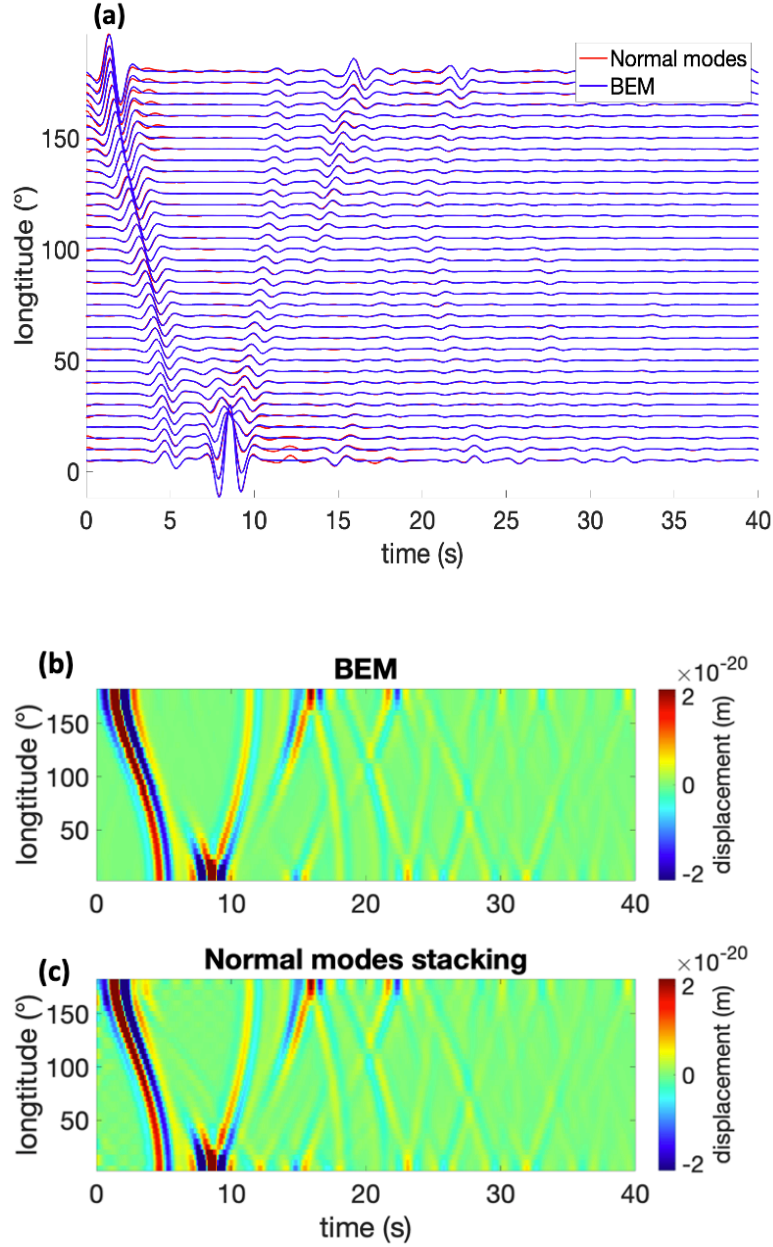 (a)
Normal modes
BEM
150
100
50
0
longtitude (°)
0 5 10 15 20 25 30 35 40
time (s)
(b)
BEM
×10-20
150
100
50
longtitude (°)
2
0
-2
displacement (m)
0 10 20 30 40
(c)
Normal modes stacking
×10-20
150
100
50
longtitude (°)
2
0
-2
displacement (m)
0 10 20 30 40
time (s)